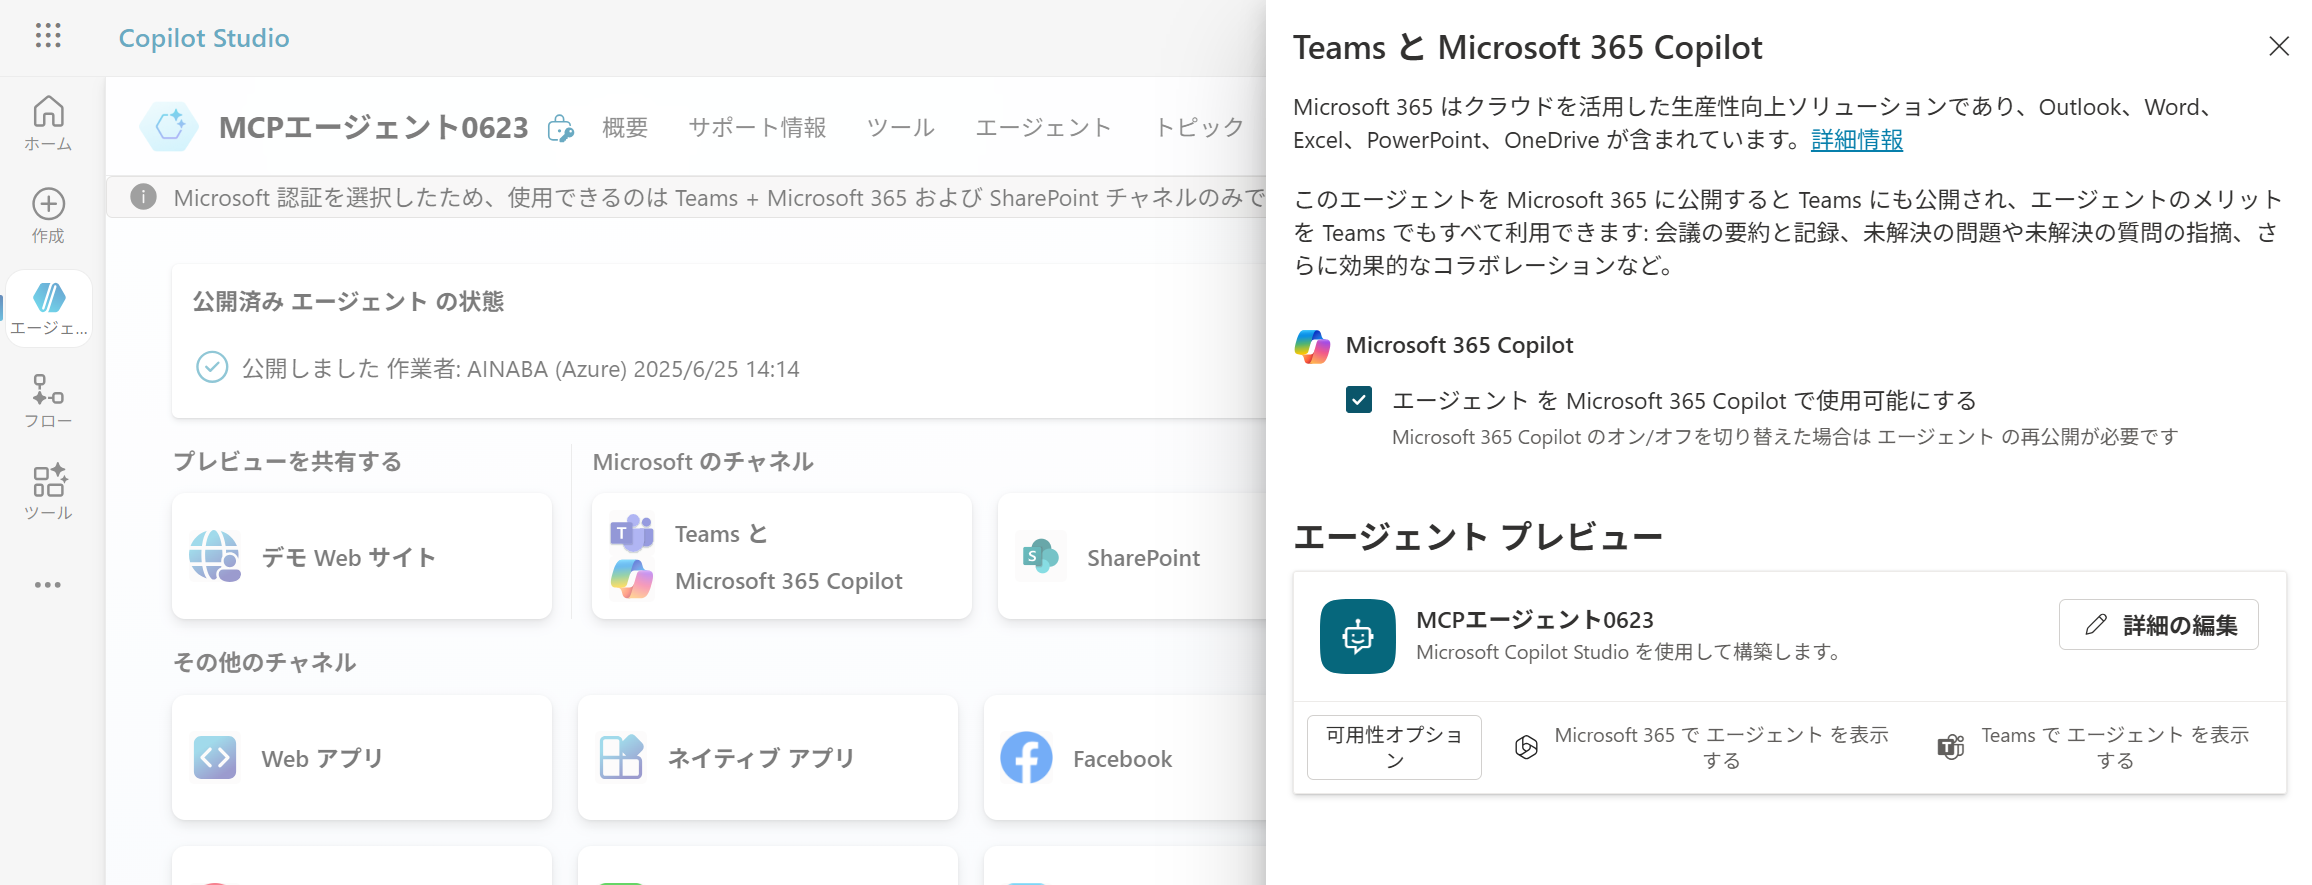 Copilot Studio
ホーム
作成
エージェ...
フロー
ツール
MCPエージェント0623
概要
サポート情報
ツール
エージェント
トピック
Microsoft 認証を選択したため、使用できるのは Teams + Microsoft 365 および SharePoint チャネルのみで
公開済み エージェント の状態
公開しました 作業者: AINABA (Azure) 2025/6/25 14:14
プレビューを共有する
Microsoft のチャネル
デモ Web サイト
Teams と
Microsoft 365 Copilot
SharePoint
その他のチャネル
Web アプリ
ネイティブ アプリ
Facebook
Teams と Microsoft 365 Copilot
Microsoft 365 はクラウドを活用した生産性向上ソリューションであり、Outlook、Word、
Excel、PowerPoint、OneDrive が含まれています。詳細情報
このエージェントを Microsoft 365 に公開すると Teams にも公開され、エージェントのメリット
を Teams でもすべて利用できます: 会議の要約と記録、未解決の問題や未解決の質問の指摘、さ
らに効果的なコラボレーションなど。
Microsoft 365 Copilot
エージェント を Microsoft 365 Copilot で使用可能にする
Microsoft 365 Copilot のオン/オフを切り替えた場合は エージェント の再公開が必要です
エージェント プレビュー
MCPエージェント0623
Microsoft Copilot Studio を使用して構築します。
詳細の編集
可用性オプショ
ン
Microsoft 365 で エージェント を表示
する
Teams で エージェント を表示
する